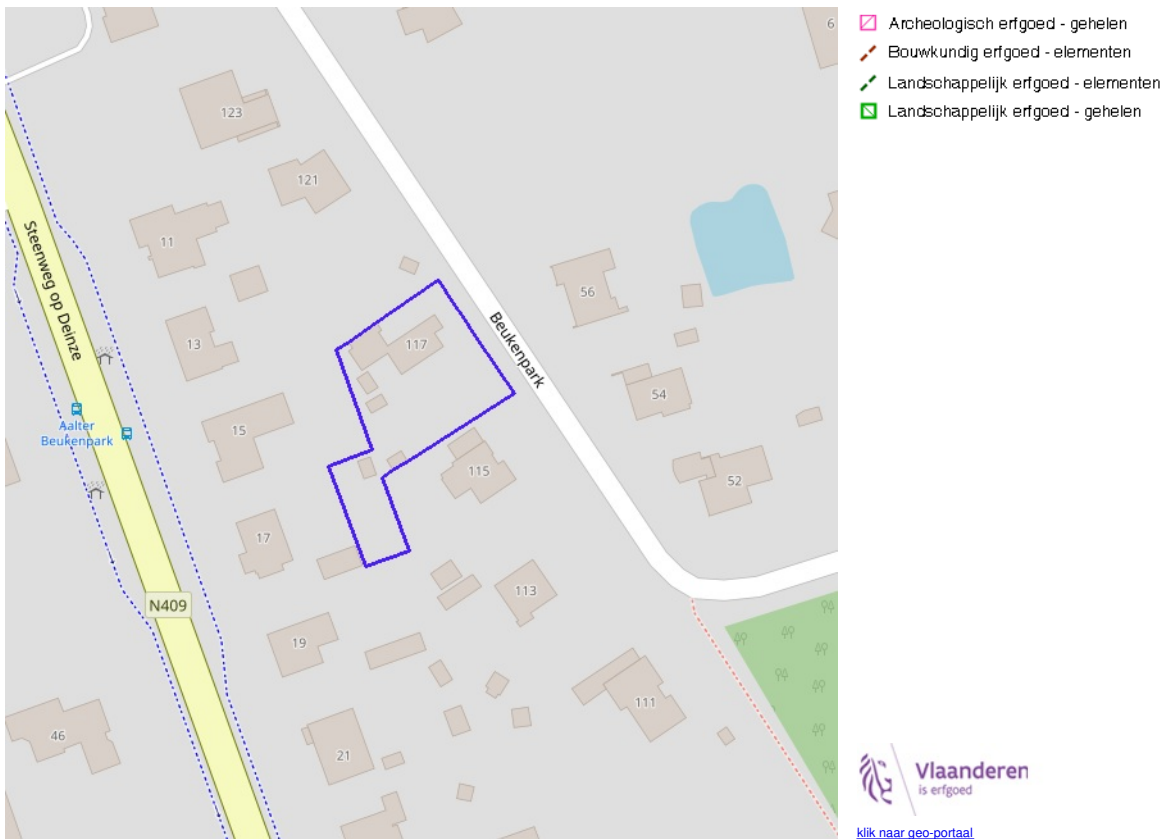 Archeologisch erfgoed - gehelen
Bouwkundig erfgoed - elementen
Landschappelijk erfgoed - elementen
Landschappelijk erfgoed - gehelen
6
123
121
11
Steenweg op Deinze
56
13
117
Beukenpark
54
Aalter
Beukenpark
15
115
52
17
113
N409
19
111
46
21
Vlaanderen
is erfgoed
klik naar geo-portaal